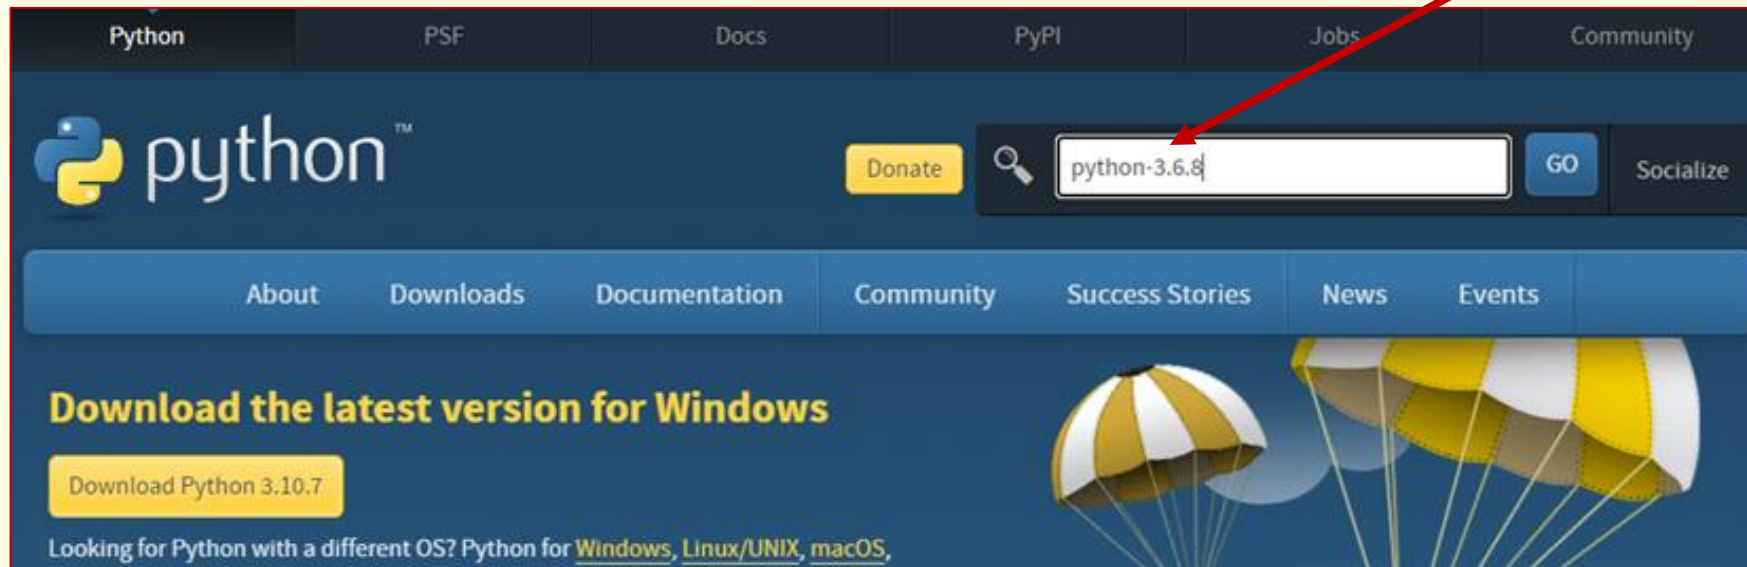 Python PSF Docs PyPI Jobs Community
python™
Donate python-3.6.8 GO Socialize
About Downloads Documentation Community Success Stories News Events
Download the latest version for Windows
Download Python 3.10.7
Looking for Python with a different OS? Python for Windows, Linux/UNIX, macOS,